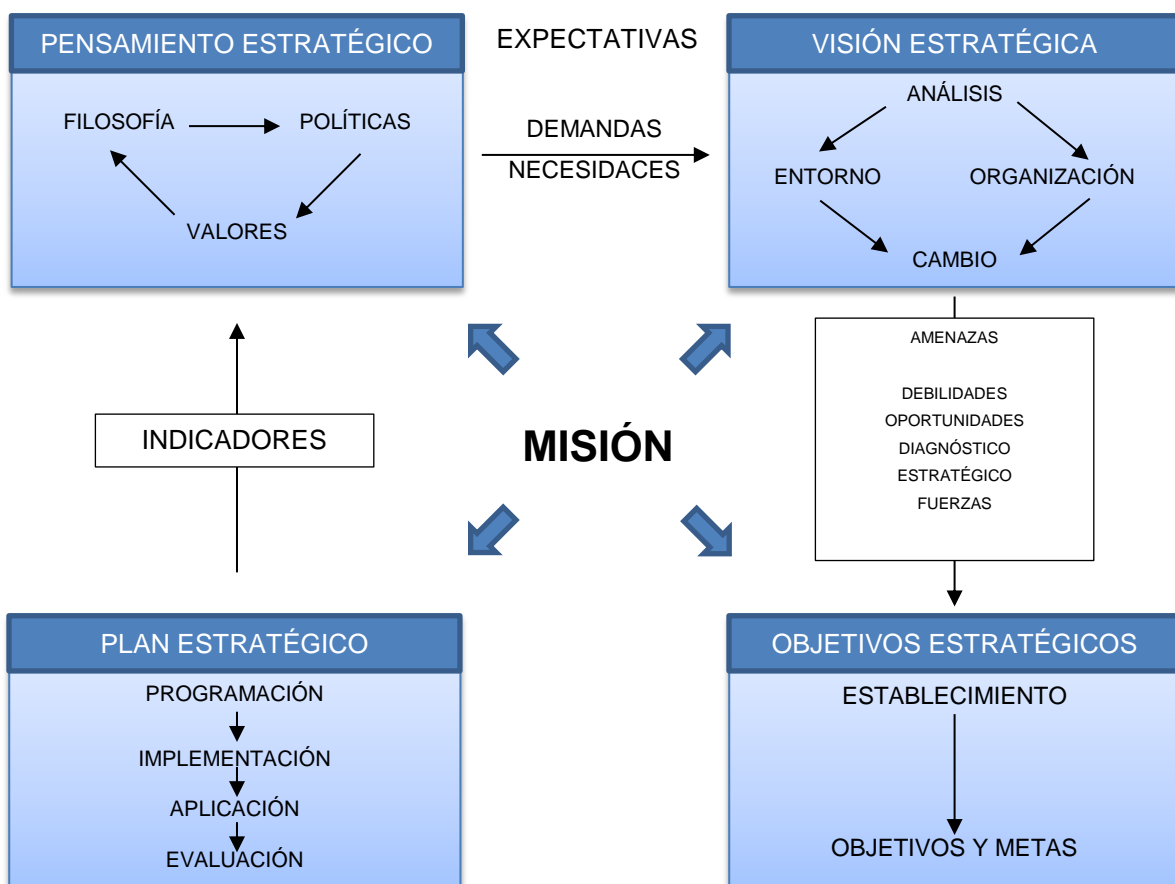 PENSAMIENTO ESTRATÉGICO
FILOSOFÍA
POLÍTICAS
VALORES
EXPECTATIVAS
DEMANDAS
NECESIDACES
VISIÓN ESTRATÉGICA
ANÁLISIS
ENTORNO
ORGANIZACIÓN
CAMBIO
AMENAZAS
DEBILIDADES
OPORTUNIDADES
DIAGNÓSTICO
ESTRATÉGICO
FUERZAS
INDICADORES
MISIÓN
PLAN ESTRATÉGICO
PROGRAMACIÓN
IMPLEMENTACIÓN
APLICACIÓN
EVALUACIÓN
OBJETIVOS ESTRATÉGICOS
ESTABLECIMIENTO
OBJETIVOS Y METAS